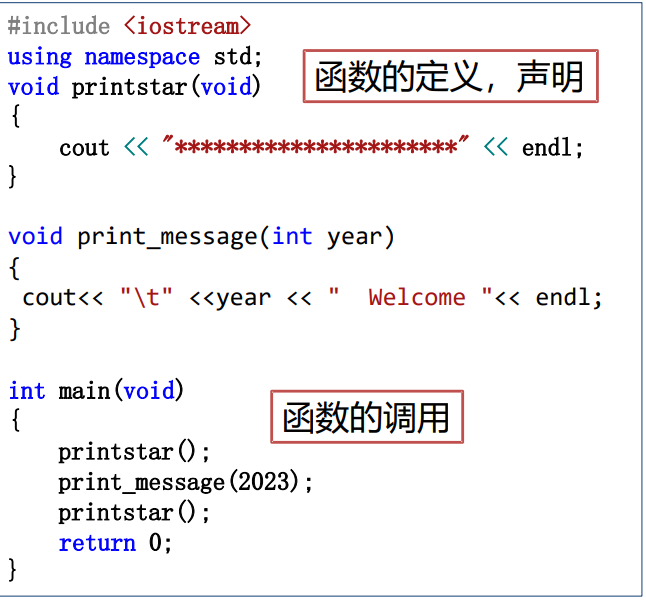 #include <iostream>
using namespace std;
void printstar(void)
函数的定义，声明
{
    cout << "**********************" << endl;
}
void print_message(int year)
{
 cout<< "\t" <<year << "  Welcome "<< endl;
}
int main(void)
{
函数的调用
    printstar();
    print_message(2023);
    printstar();
    return 0;
}